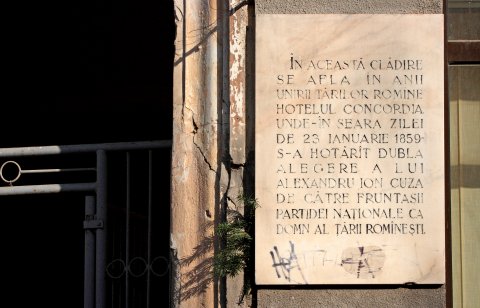 ÎN ACEASTĂ CLĂDIRE
SE AFLA ÎN ANII
UNIRII ȚĂRILOR ROMÎNE
HOTELUL CONCORDIA
UNDE-ÎN SEARA ZILEI
DE 23 IANUARIE 1859
S-A HOTĂRÎT DUBLA
ALEGERE A LUI
ALEXANDRU ION CUZA
DE CĂTRE FRUNTAȘII
PARTIDEI NAȚIONALE CA
DOMN AL ȚĂRII ROMÎNEȘTI.